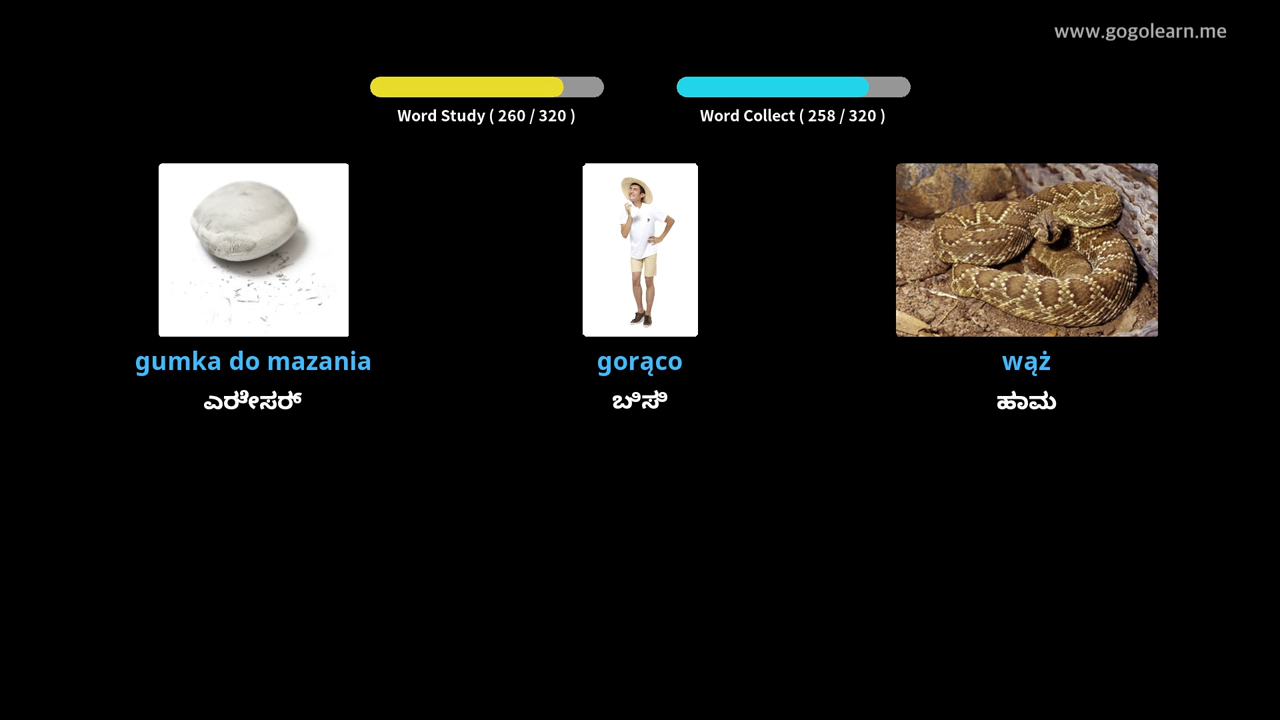 www.gogolearn.me
Word Study ( 260 / 320 )
Word Collect ( 258 / 320 )
gumka do mazania
gorąco
wąż
ಎರೇಸರ್
ಬಿಸಿ
ಹಾಮ